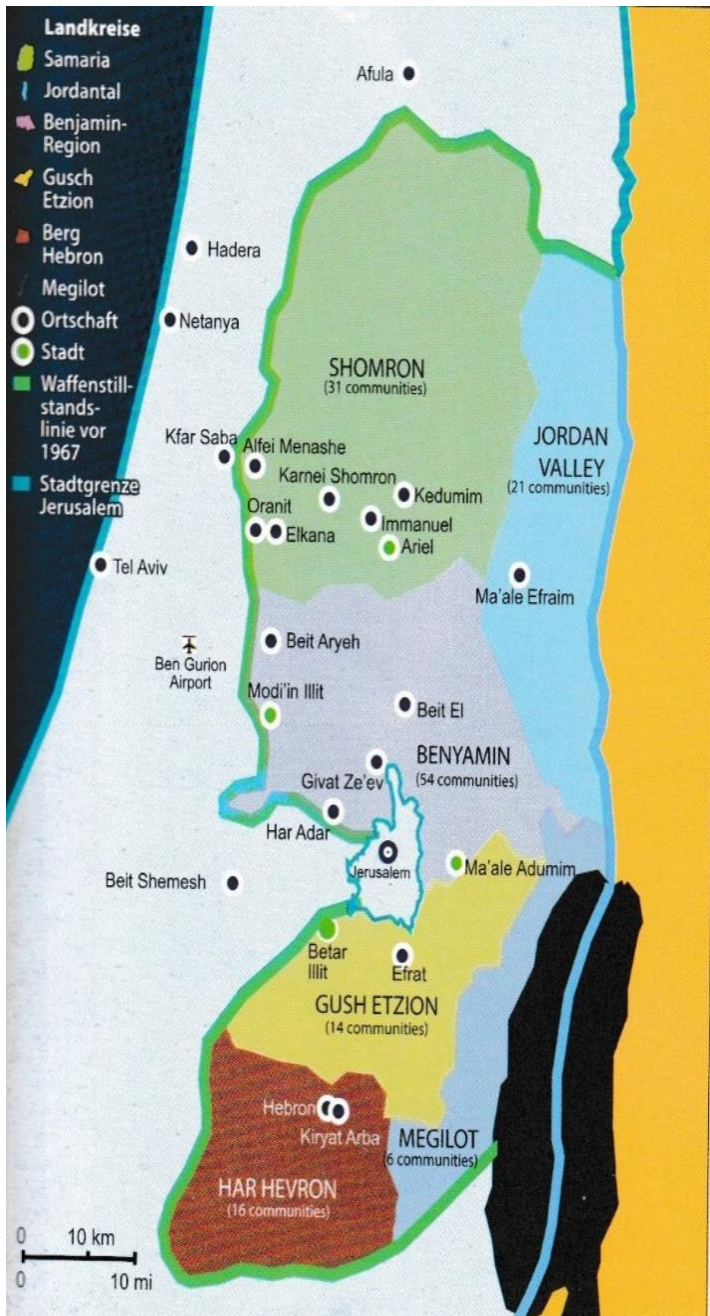 Landkreise
Samaria
Jordantal
Benjamin-
Region
Gusch
Etzion
Berg
Hebron
Megilot
Ortschaft
Stadt
Waffenstill-
stands-
linie vor
1967
Stadtgrenze
Jerusalem
Afula
Hadera
Netanya
SHOMRON
(31 communities)
JORDAN
VALLEY
(21 communities)
Kfar Saba
Alfei Menashe
Karnei Shomron
Kedumim
Oranit
Immanuel
Elkana
Ariel
Tel Aviv
Ma'ale Efraim
Beit Aryeh
Ben Gurion
Airport
Modi'in Illit
Beit El
BENYAMIN
(54 communities)
Givat Ze'ev
Har Adar
Jerusalem
Ma'ale Adumim
Beit Shemesh
Betar
Illit
Efrat
GUSH ETZION
(14 communities)
Hebron
Kiryat Arba
MEGILOT
(6 communities)
HAR HEVRON
(16 communities)
0 10 km
0 10 mi